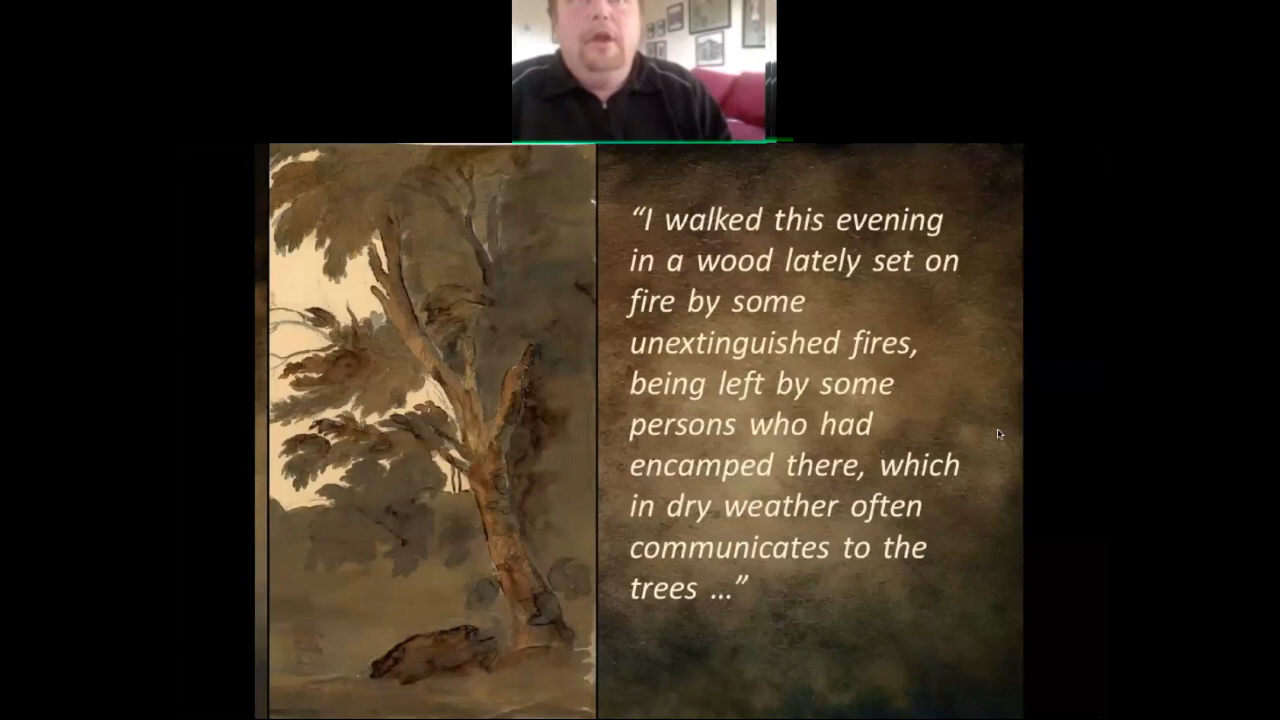 “I walked this evening
in a wood lately set on
fire by some
unextinguished fires,
being left by some
persons who had
encamped there, which
in dry weather often
communicates to the
trees ...”